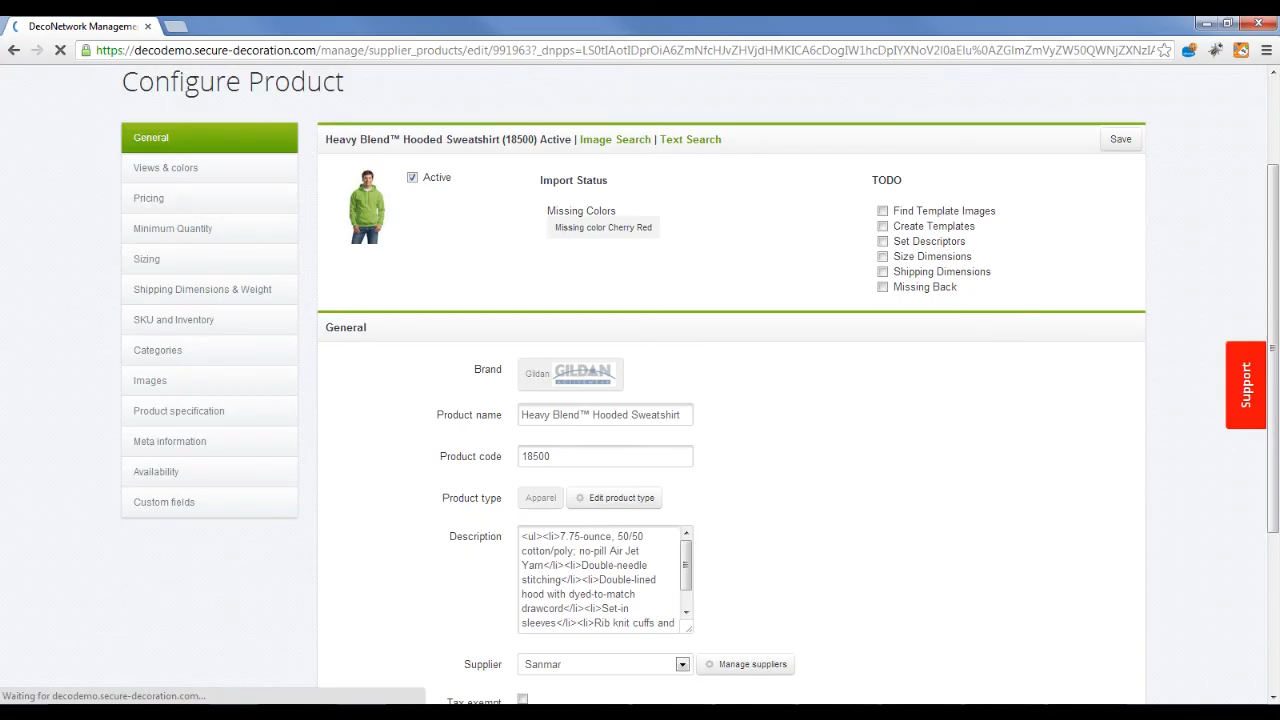 DecoNetwork Manageme
https://decodemo.secure-decoration.com/manage/supplier_products/edit/991963?_dnpps=
Configure Product
General
Views & colors
Pricing
Minimum Quantity
Sizing
Shipping Dimensions & Weight
SKU and Inventory
Categories
Images
Product specification
Meta information
Availability
Custom fields
Heavy Blend™ Hooded Sweatshirt (18500) Active | Image Search | Text Search
Save
Active
Import Status
Missing Colors
Missing color Cherry Red
TODO
Find Template Images
Create Templates
Set Descriptors
Size Dimensions
Shipping Dimensions
Missing Back
General
Brand
Gildan GILDAN
Product name
Heavy Blend™ Hooded Sweatshirt
Product code
18500
Product type
Apparel
Edit product type
Description
<ul><li>7.75-ounce, 50/50
cotton/poly; no-pill Air Jet
Yarn</li><li>Double-needle
stitching</li><li>Double-lined
hood with dyed-to-match
drawcord</li><li>Set-in
sleeves</li><li>Rib knit cuffs and
Supplier
Sanmar
Manage suppliers
Tax exempt
Support
Waiting for decodemo.secure-decoration.com...